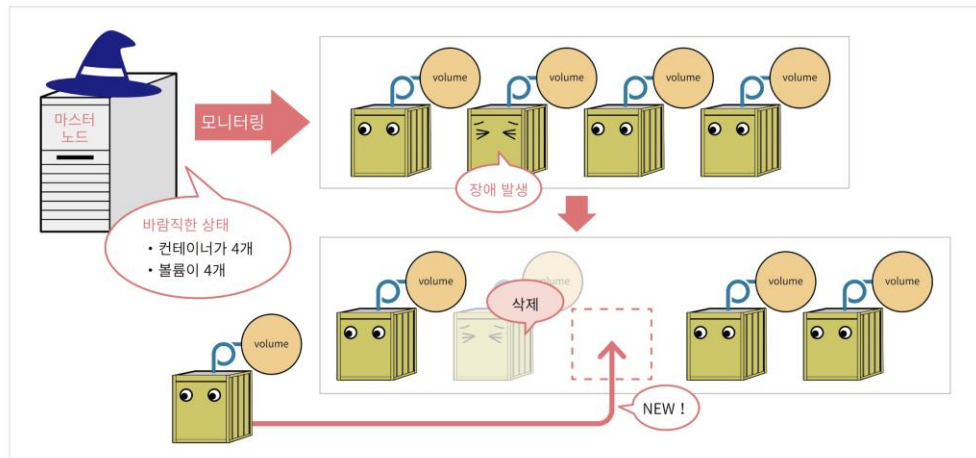 마스터
노드
모니터링
volume
volume
volume
volume
장애 발생
바람직한 상태
• 컨테이너가 4개
• 볼륨이 4개
volume
volume
삭제
volume
volume
volume
NEW !